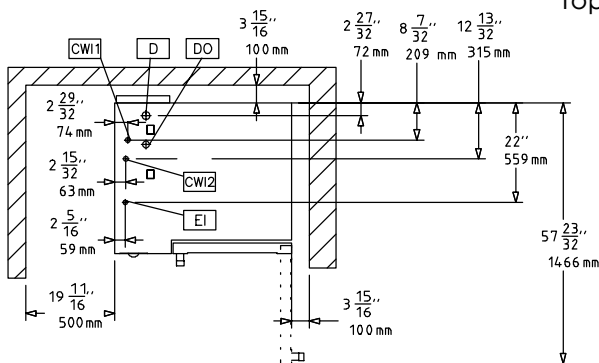 Top
CWI1
D
DO
3 15/16"
100 mm
2 27/32"
72 mm
8 7/32"
209 mm
12 13/32"
315 mm
2 29/32"
74 mm
2 15/32"
63 mm
CWI2
22"
559 mm
2 5/16"
59 mm
EI
57 23/32"
1466 mm
19 11/16"
500 mm
3 15/16"
100 mm